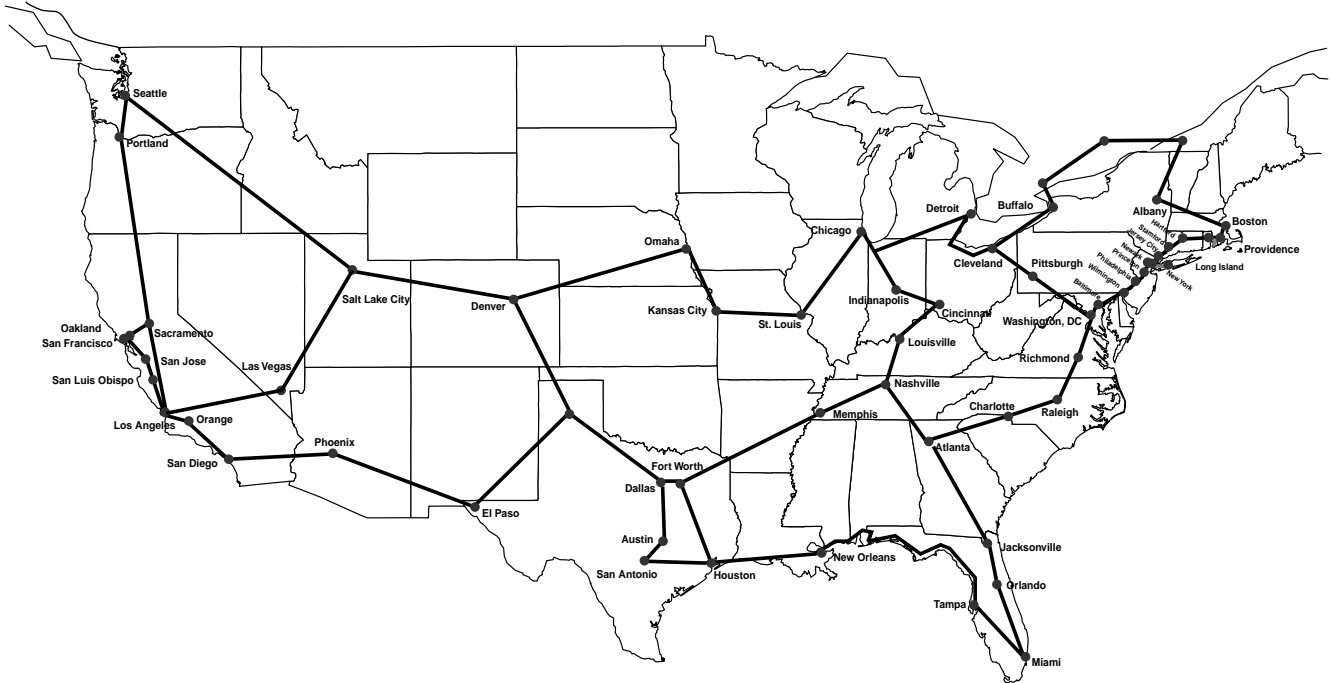 Seattle
Portland
Buffalo
Detroit
Albany
Boston
Hartford
Stamford
Jersey City
Chicago
Newark
Princeton
Philadelphia
Wilmington
Baltimore
Providence
Long Island
New York
Omaha
Cleveland
Pittsburgh
Salt Lake City
Denver
Indianapolis
Kansas City
St. Louis
Cincinnati
Washington, DC
Oakland
San Francisco
Sacramento
San Jose
Louisville
Richmond
Las Vegas
San Luis Obispo
Nashville
Los Angeles
Orange
Memphis
Charlotte
Raleigh
San Diego
Phoenix
Atlanta
Fort Worth
Dallas
El Paso
Austin
San Antonio
Houston
New Orleans
Jacksonville
Orlando
Tampa
Miami